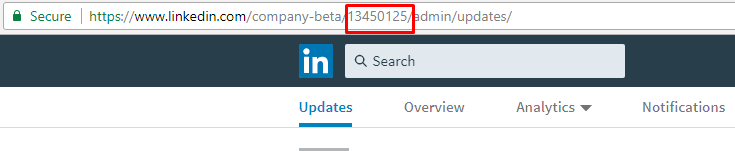 Secure https://www.linkedin.com/company-beta/13450125/admin/updates/
in Search
Updates Overview Analytics Notifications